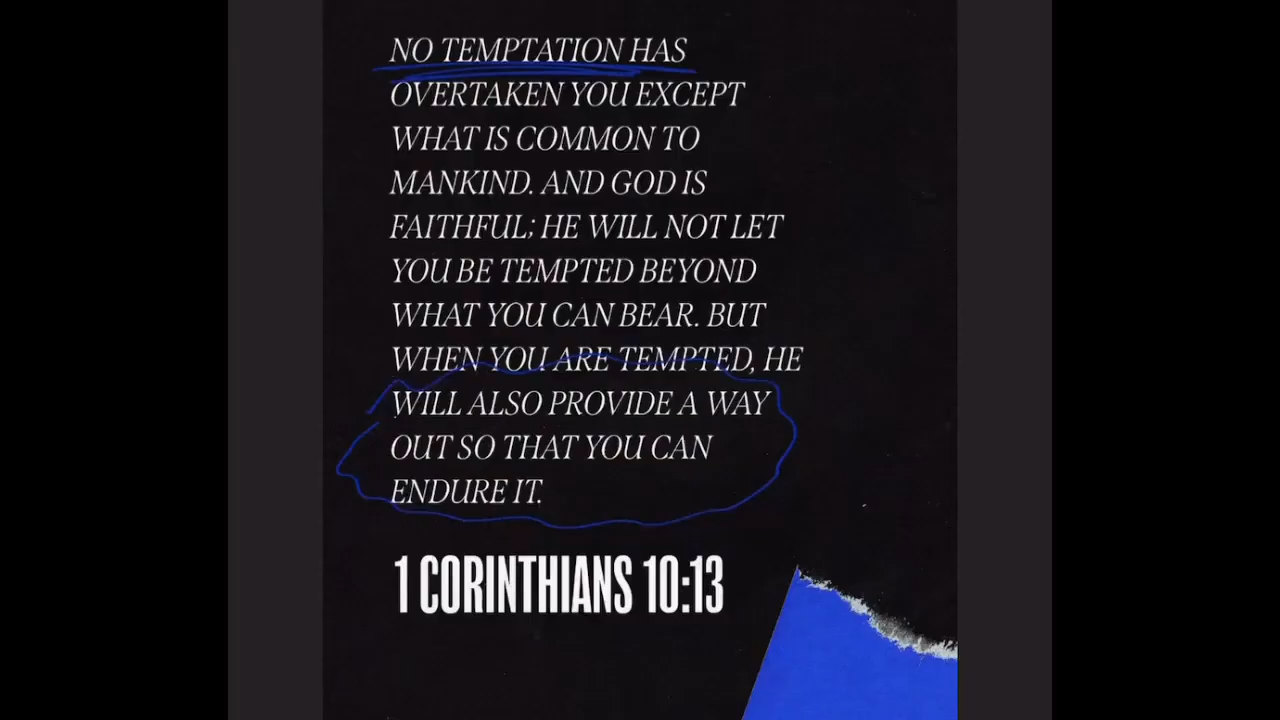 NO TEMPTATION HAS
OVERTAKEN YOU EXCEPT
WHAT IS COMMON TO
MANKIND. AND GOD IS
FAITHFUL; HE WILL NOT LET
YOU BE TEMPTED BEYOND
WHAT YOU CAN BEAR. BUT
WHEN YOU ARE TEMPTED, HE
WILL ALSO PROVIDE A WAY
OUT SO THAT YOU CAN
ENDURE IT.
1 CORINTHIANS 10:13